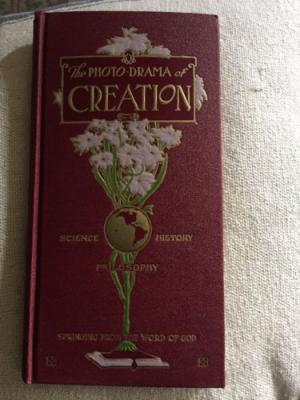 The PHOTO-DRAMA of
CREATION
SCIENCE HISTORY
PHILOSOPHY
SPRINGING FROM THE WORD OF GOD